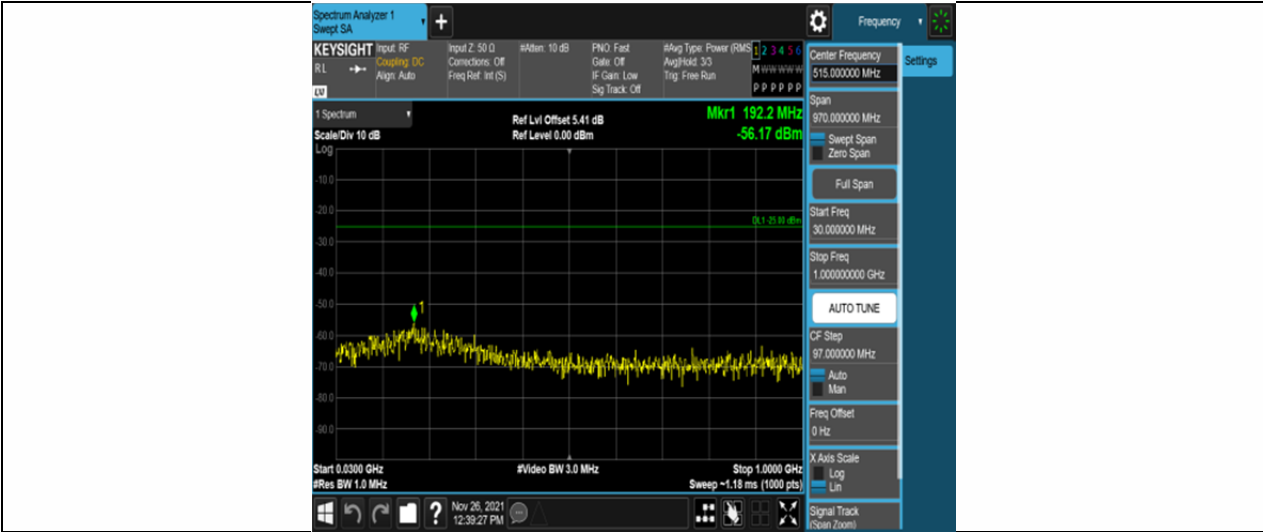 Spectrum Analyzer 1
Swept SA
+
Frequency
KEYSIGHT
RL
LV
Input: RF
Coupling: DC
Align: Auto
Input Z: 50 Ω
Corrections: Off
Freq Ref: Int (S)
#Atten: 10 dB
PNO: Fast
Gate: Off
IF Gain: Low
Sig Track: Off
#Avg Type: Power (RMS
Avg|Hold: 3/3
Trig: Free Run
1 2 3 4 5 6
M W W W W W
P P P P P P
Center Frequency
515.000000 MHz
Settings
1 Spectrum
Scale/Div 10 dB
Ref Lvl Offset 5.41 dB
Ref Level 0.00 dBm
Mkr1 192.2 MHz
-56.17 dBm
Log
-10.0
-20.0
-30.0
-40.0
-50.0
-60.0
-70.0
-80.0
-90.0
DL1 -25.00 dBm
1
Start 0.0300 GHz
#Res BW 1.0 MHz
#Video BW 3.0 MHz
Stop 1.0000 GHz
Sweep ~1.18 ms (1000 pts)
Span
970.000000 MHz
Swept Span
Zero Span
Full Span
Start Freq
30.000000 MHz
Stop Freq
1.000000000 GHz
AUTO TUNE
CF Step
97.000000 MHz
Auto
Man
Freq Offset
0 Hz
X Axis Scale
Log
Lin
Signal Track
(Span Zoom)
?
Nov 26, 2021
12:39:27 PM